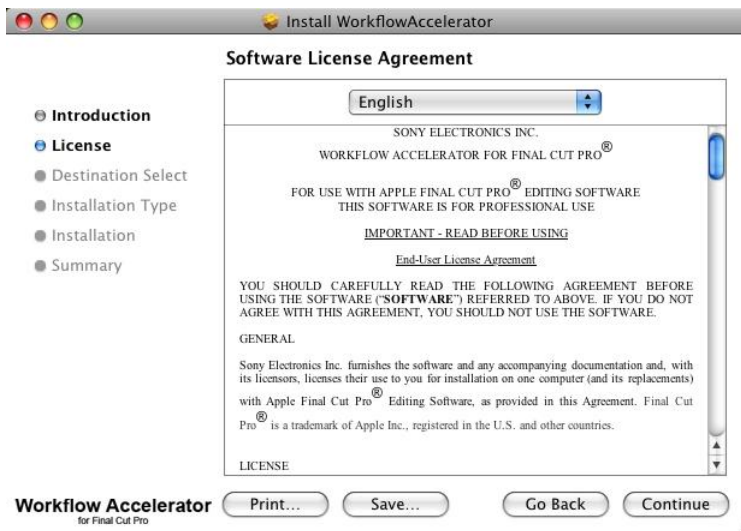 Install WorkflowAccelerator
Software License Agreement
Introduction
License
Destination Select
Installation Type
Installation
Summary
English
SONY ELECTRONICS INC.
WORKFLOW ACCELERATOR FOR FINAL CUT PRO®
FOR USE WITH APPLE FINAL CUT PRO® EDITING SOFTWARE
THIS SOFTWARE IS FOR PROFESSIONAL USE
IMPORTANT - READ BEFORE USING
End-User License Agreement
YOU SHOULD CAREFULLY READ THE FOLLOWING AGREEMENT BEFORE
USING THE SOFTWARE (“SOFTWARE”) REFERRED TO ABOVE. IF YOU DO NOT
AGREE WITH THIS AGREEMENT, YOU SHOULD NOT USE THE SOFTWARE.
GENERAL
Sony Electronics Inc. furnishes the software and any accompanying documentation and, with
its licensors, licenses their use to you for installation on one computer (and its replacements)
with Apple Final Cut Pro® Editing Software, as provided in this Agreement. Final Cut
Pro® is a trademark of Apple Inc., registered in the U.S. and other countries.
LICENSE
Workflow Accelerator
for Final Cut Pro
Print...
Save...
Go Back
Continue